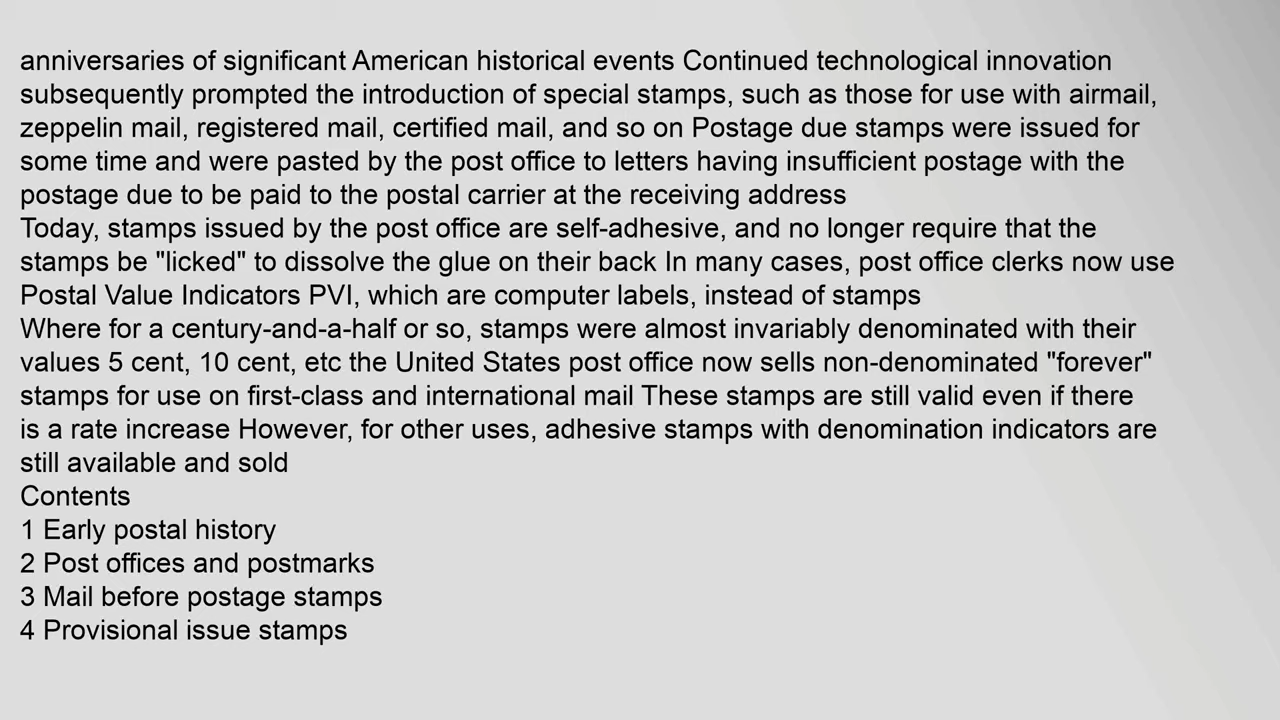 anniversaries of significant American historical events Continued technological innovation
subsequently prompted the introduction of special stamps, such as those for use with airmail,
zeppelin mail, registered mail, certified mail, and so on Postage due stamps were issued for
some time and were pasted by the post office to letters having insufficient postage with the
postage due to be paid to the postal carrier at the receiving address
Today, stamps issued by the post office are self-adhesive, and no longer require that the
stamps be "licked" to dissolve the glue on their back In many cases, post office clerks now use
Postal Value Indicators PVI, which are computer labels, instead of stamps
Where for a century-and-a-half or so, stamps were almost invariably denominated with their
values 5 cent, 10 cent, etc the United States post office now sells non-denominated "forever"
stamps for use on first-class and international mail These stamps are still valid even if there
is a rate increase However, for other uses, adhesive stamps with denomination indicators are
still available and sold
Contents
1 Early postal history
2 Post offices and postmarks
3 Mail before postage stamps
4 Provisional issue stamps